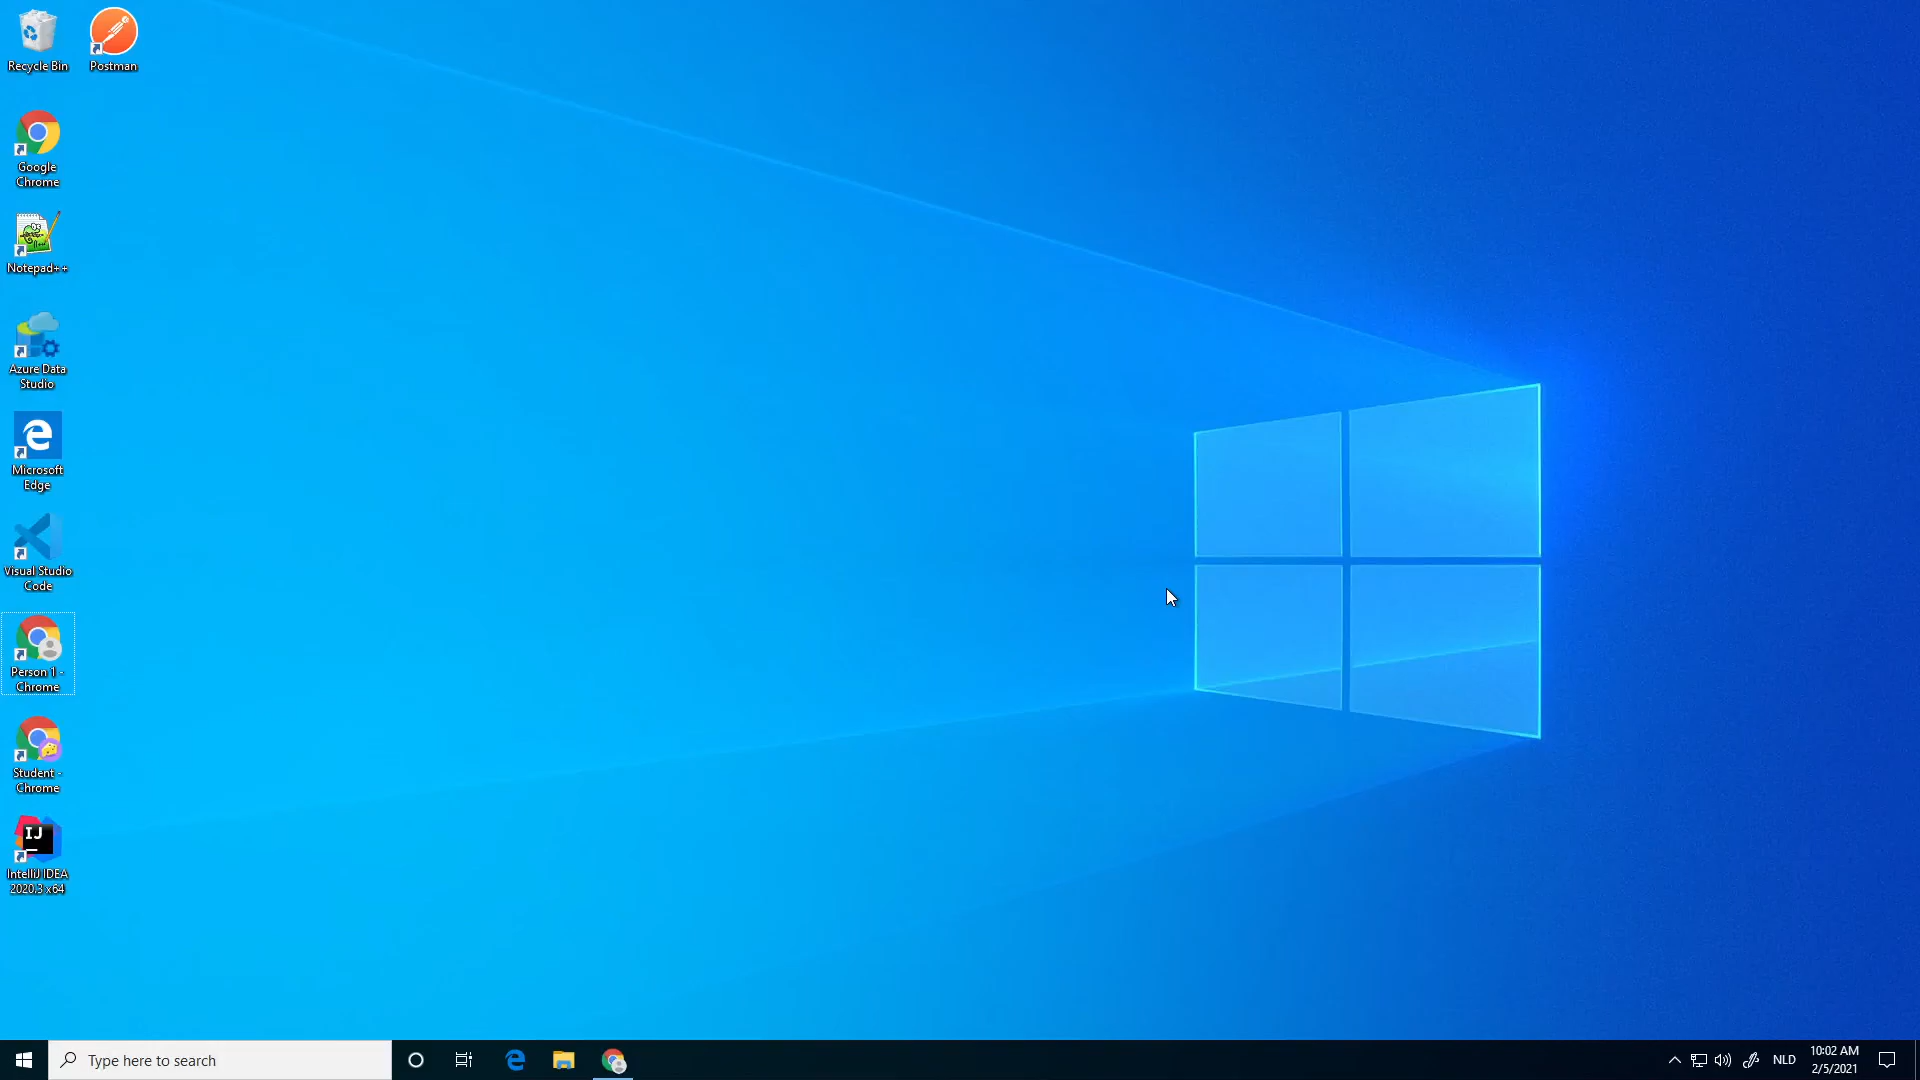 Recycle Bin
Postman
Google
Chrome
Notepad++
Azure Data
Studio
Microsoft
Edge
Visual Studio
Code
Person 1 -
Chrome
Student -
Chrome
IJ
IntelliJ IDEA
2020.3 x64
Type here to search
NLD
10:02 AM
2/5/2021